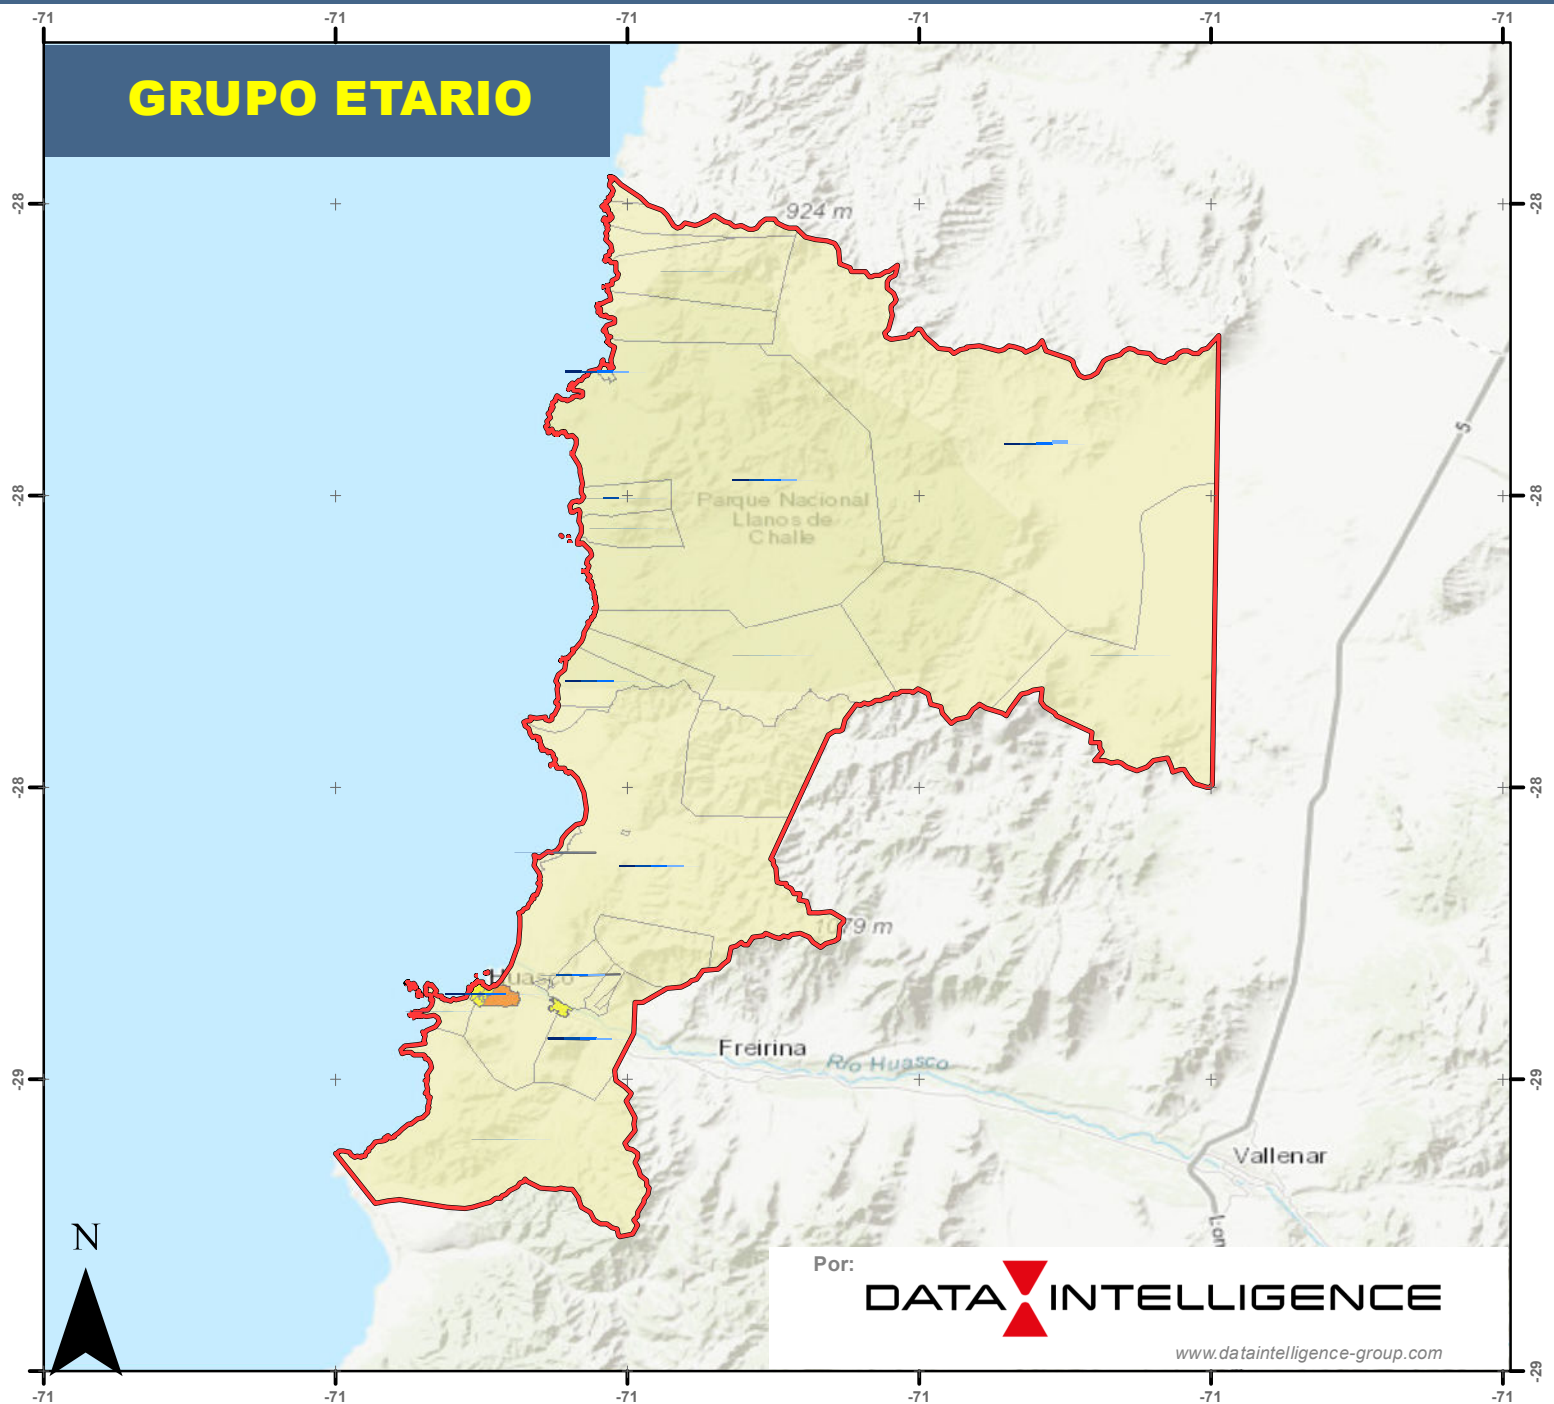 -71 -71 -71 -71 -71 -71
GRUPO ETARIO
924 m
-28 -28
5
-28 -28
Parque Nacional
Llanos de
Challe
-28 -28
79 m
Huasco
Freirina
Río Huasco
-29 -29
Vallenar
N
Lon
Por:
DATA INTELLIGENCE
www.dataintelligence-group.com
-29
-71 -71 -71 -71 -71 -71